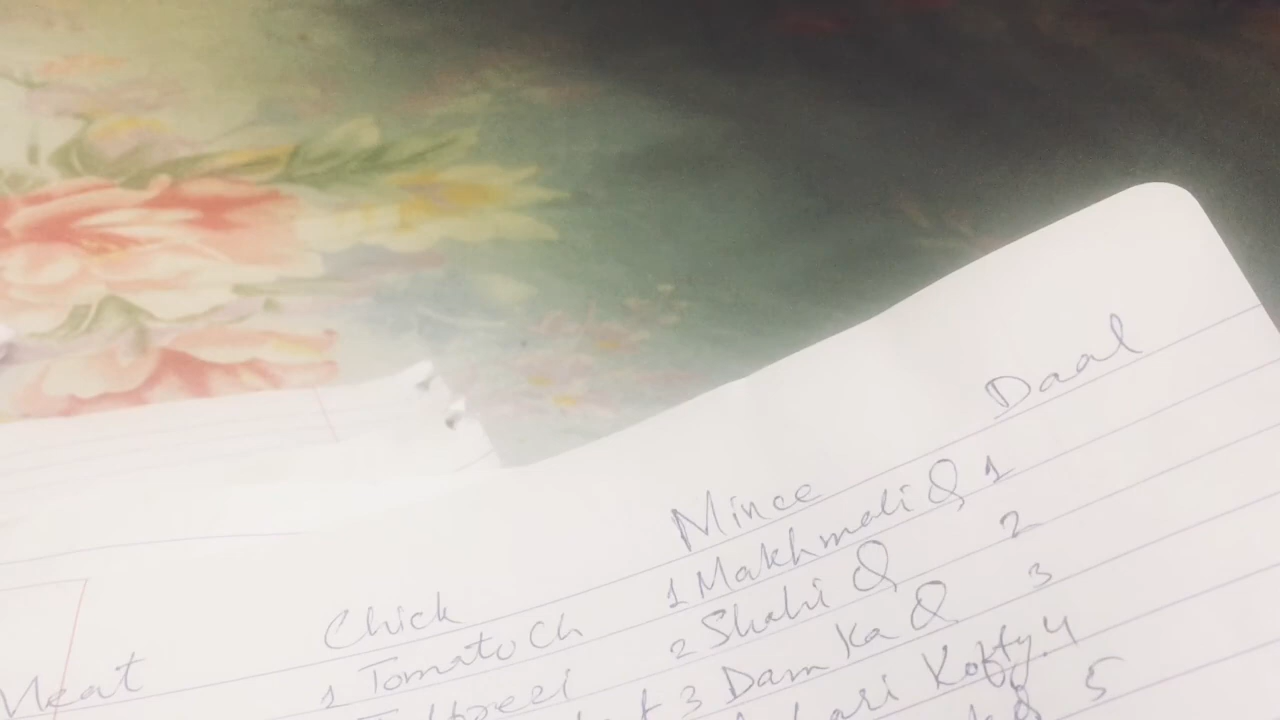 Daal
Mince
1 Makhmali Q 1
Chick
2 Shahi Q 2
1 Tomato Ch
3 Dam Ka Q 3
Meat
Kofty 4
5